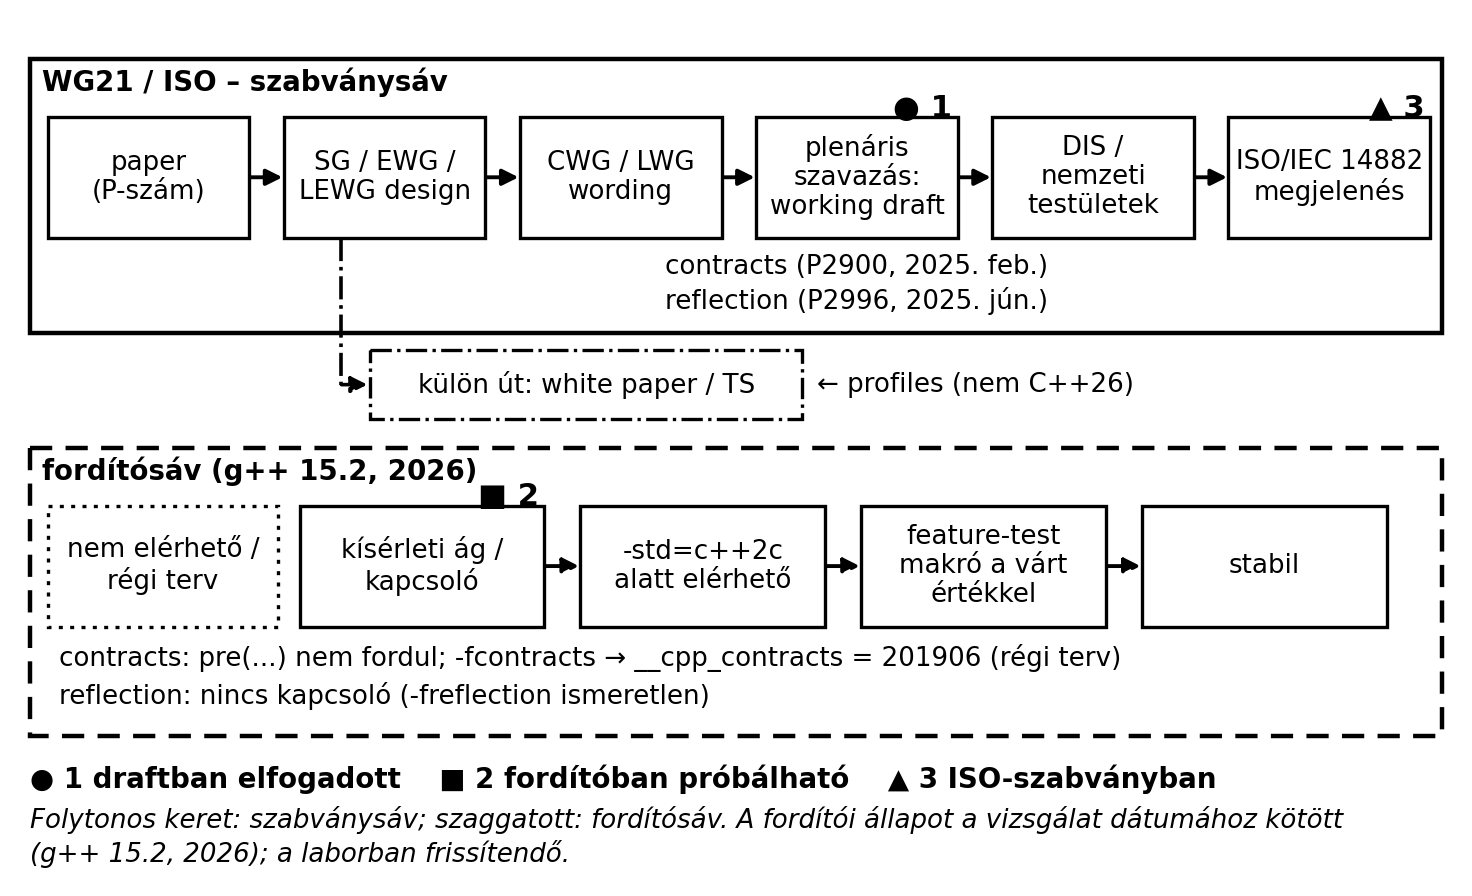 WG21 / ISO – szabványsáv
● 1
▲ 3
paper
(P-szám)
SG / EWG /
LEWG design
CWG / LWG
wording
plenáris
szavazás:
working draft
DIS /
nemzeti
testületek
ISO/IEC 14882
megjelenés
contracts (P2900, 2025. feb.)
reflection (P2996, 2025. jún.)
külön út: white paper / TS
← profiles (nem C++26)
fordítósáv (g++ 15.2, 2026)
■ 2
nem elérhető /
régi terv
kísérleti ág /
kapcsoló
-std=c++2c
alatt elérhető
feature-test
makró a várt
értékkel
stabil
contracts: pre(...) nem fordul; -fcontracts → __cpp_contracts = 201906 (régi terv)
reflection: nincs kapcsoló (-freflection ismeretlen)
● 1 draftban elfogadott ■ 2 fordítóban próbálható ▲ 3 ISO-szabványban
Folytonos keret: szabványsáv; szaggatott: fordítósáv. A fordítói állapot a vizsgálat dátumához kötött
(g++ 15.2, 2026); a laborban frissítendő.